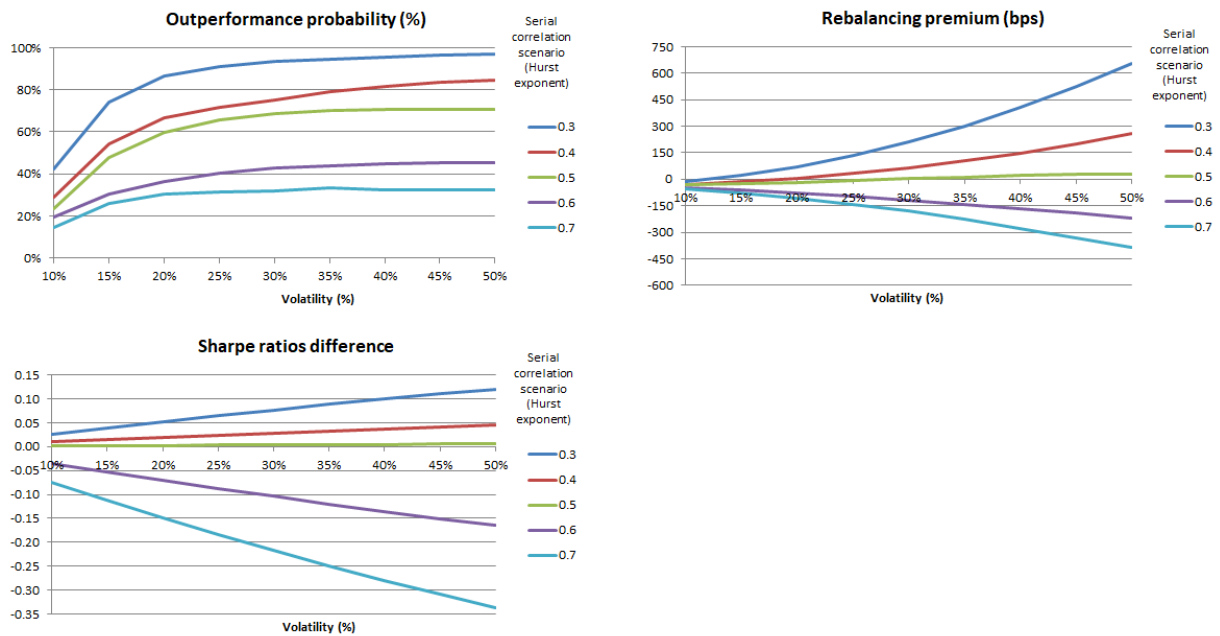 Outperformance probability (%)
Serial
correlation
scenario
(Hurst
exponent)
100%
80%
60%
40%
20%
0%
10% 15% 20% 25% 30% 35% 40% 45% 50%
Volatility (%)
0.3
0.4
0.5
0.6
0.7
Rebalancing premium (bps)
Serial
correlation
scenario
(Hurst
exponent)
750
600
450
300
150
0
-150
-300
-450
-600
10% 15% 20% 25% 30% 35% 40% 45% 50%
Volatility (%)
0.3
0.4
0.5
0.6
0.7
Sharpe ratios difference
Serial
correlation
scenario
(Hurst
exponent)
0.15
0.10
0.05
0.00
-0.05
-0.10
-0.15
-0.20
-0.25
-0.30
-0.35
10% 15% 20% 25% 30% 35% 40% 45% 50%
Volatility (%)
0.3
0.4
0.5
0.6
0.7